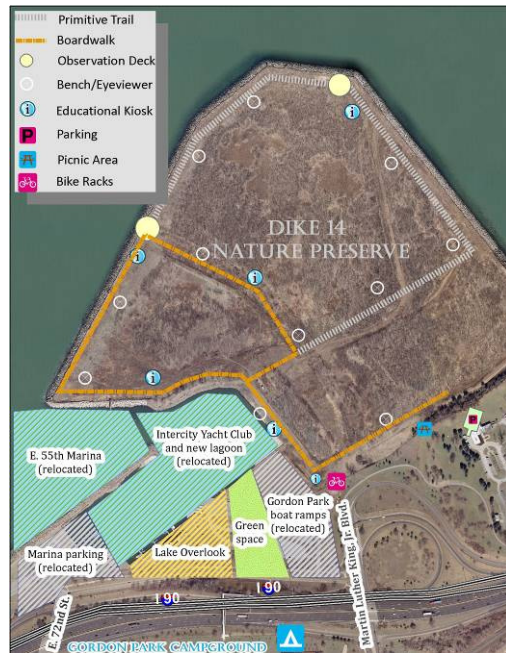 Primitive Trail
Boardwalk
Observation Deck
Bench/Eyeviewer
i
Educational Kiosk
P
Parking
Picnic Area
Bike Racks
i
DIKE 14
NATURE PRESERVE
i
i
i
i
i
P
E. 55th Marina
(relocated)
Intercity Yacht Club
and new lagoon
(relocated)
Gordon Park
boat ramps
(relocated)
Green
space
Lake Overlook
Marina parking
(relocated)
Martin Luther King, Jr. Blvd.
E. 72nd St.
I 90
I 90
GORDON PARK CAMPGROUND